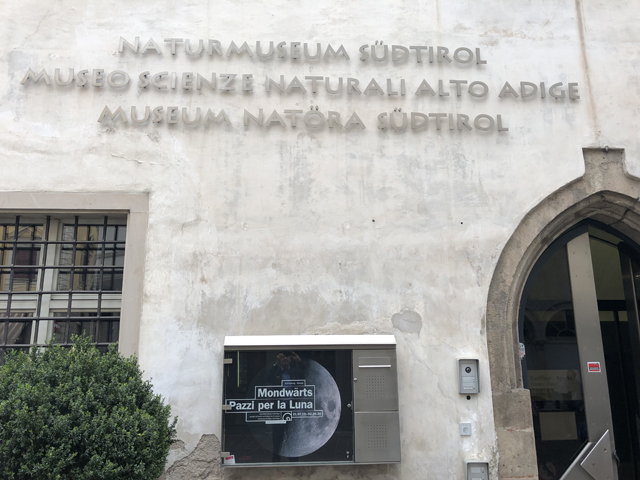 NATURMUSEUM SÜDTIROL
MUSEO SCIENZE NATURALI ALTO ADIGE
MUSEUM NATÖRA SÜDTIROL
Mondwärts
Pazzi per la Luna